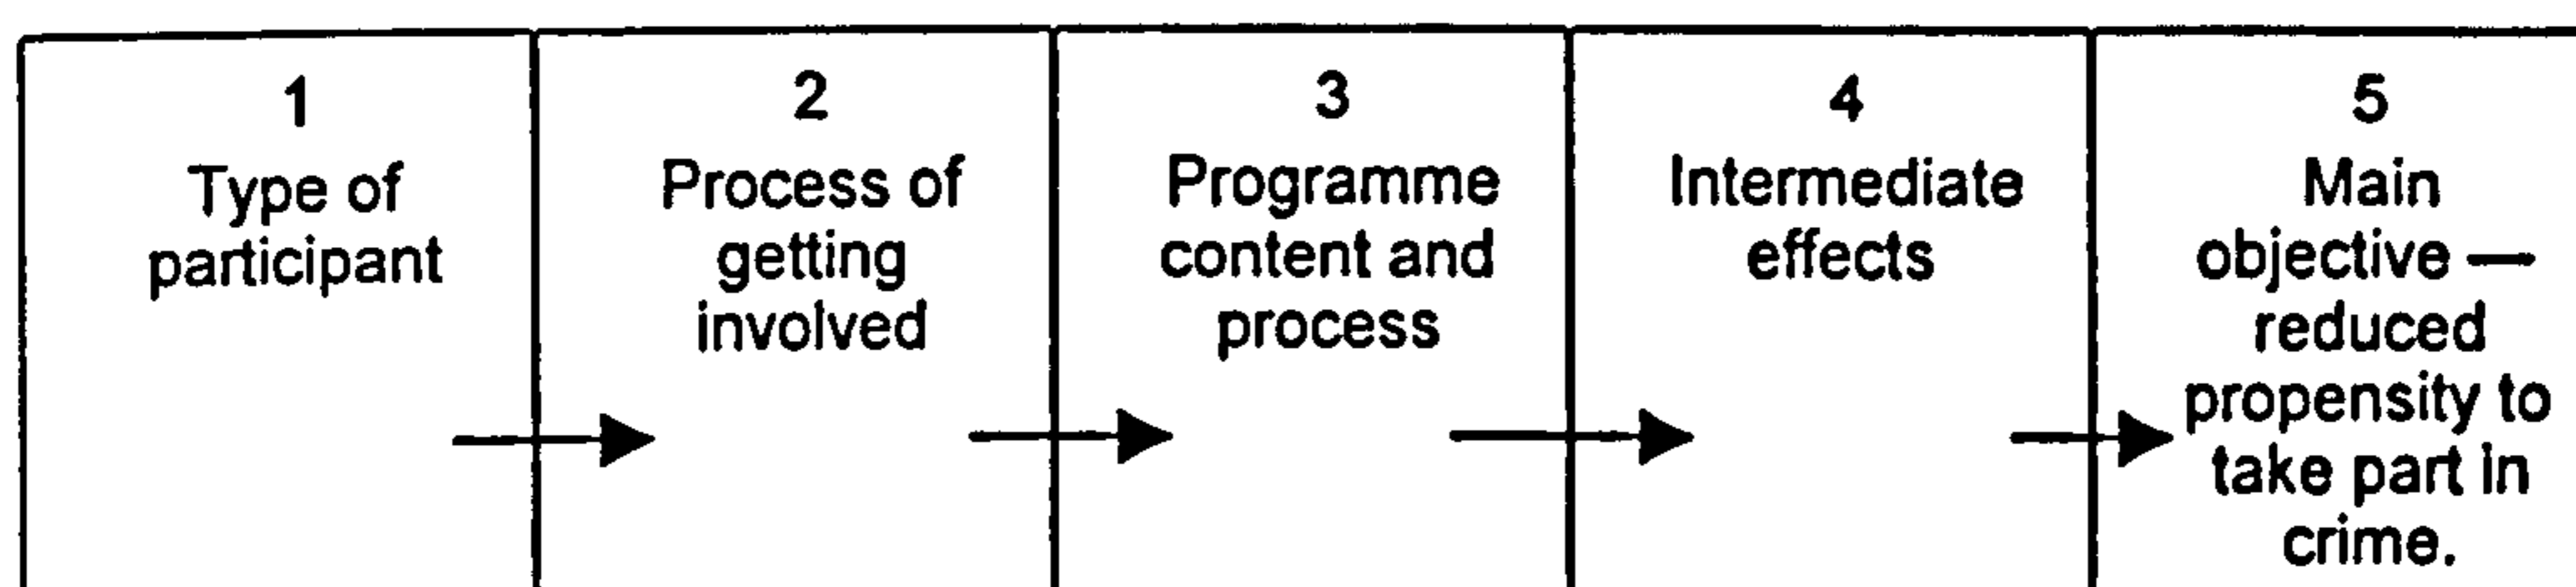 1
Type of
participant
2
Process of
getting
involved
3
Programme
content and
process
4
Intermediate
effects
5
Main
objective —
reduced
propensity to
take part in
crime.